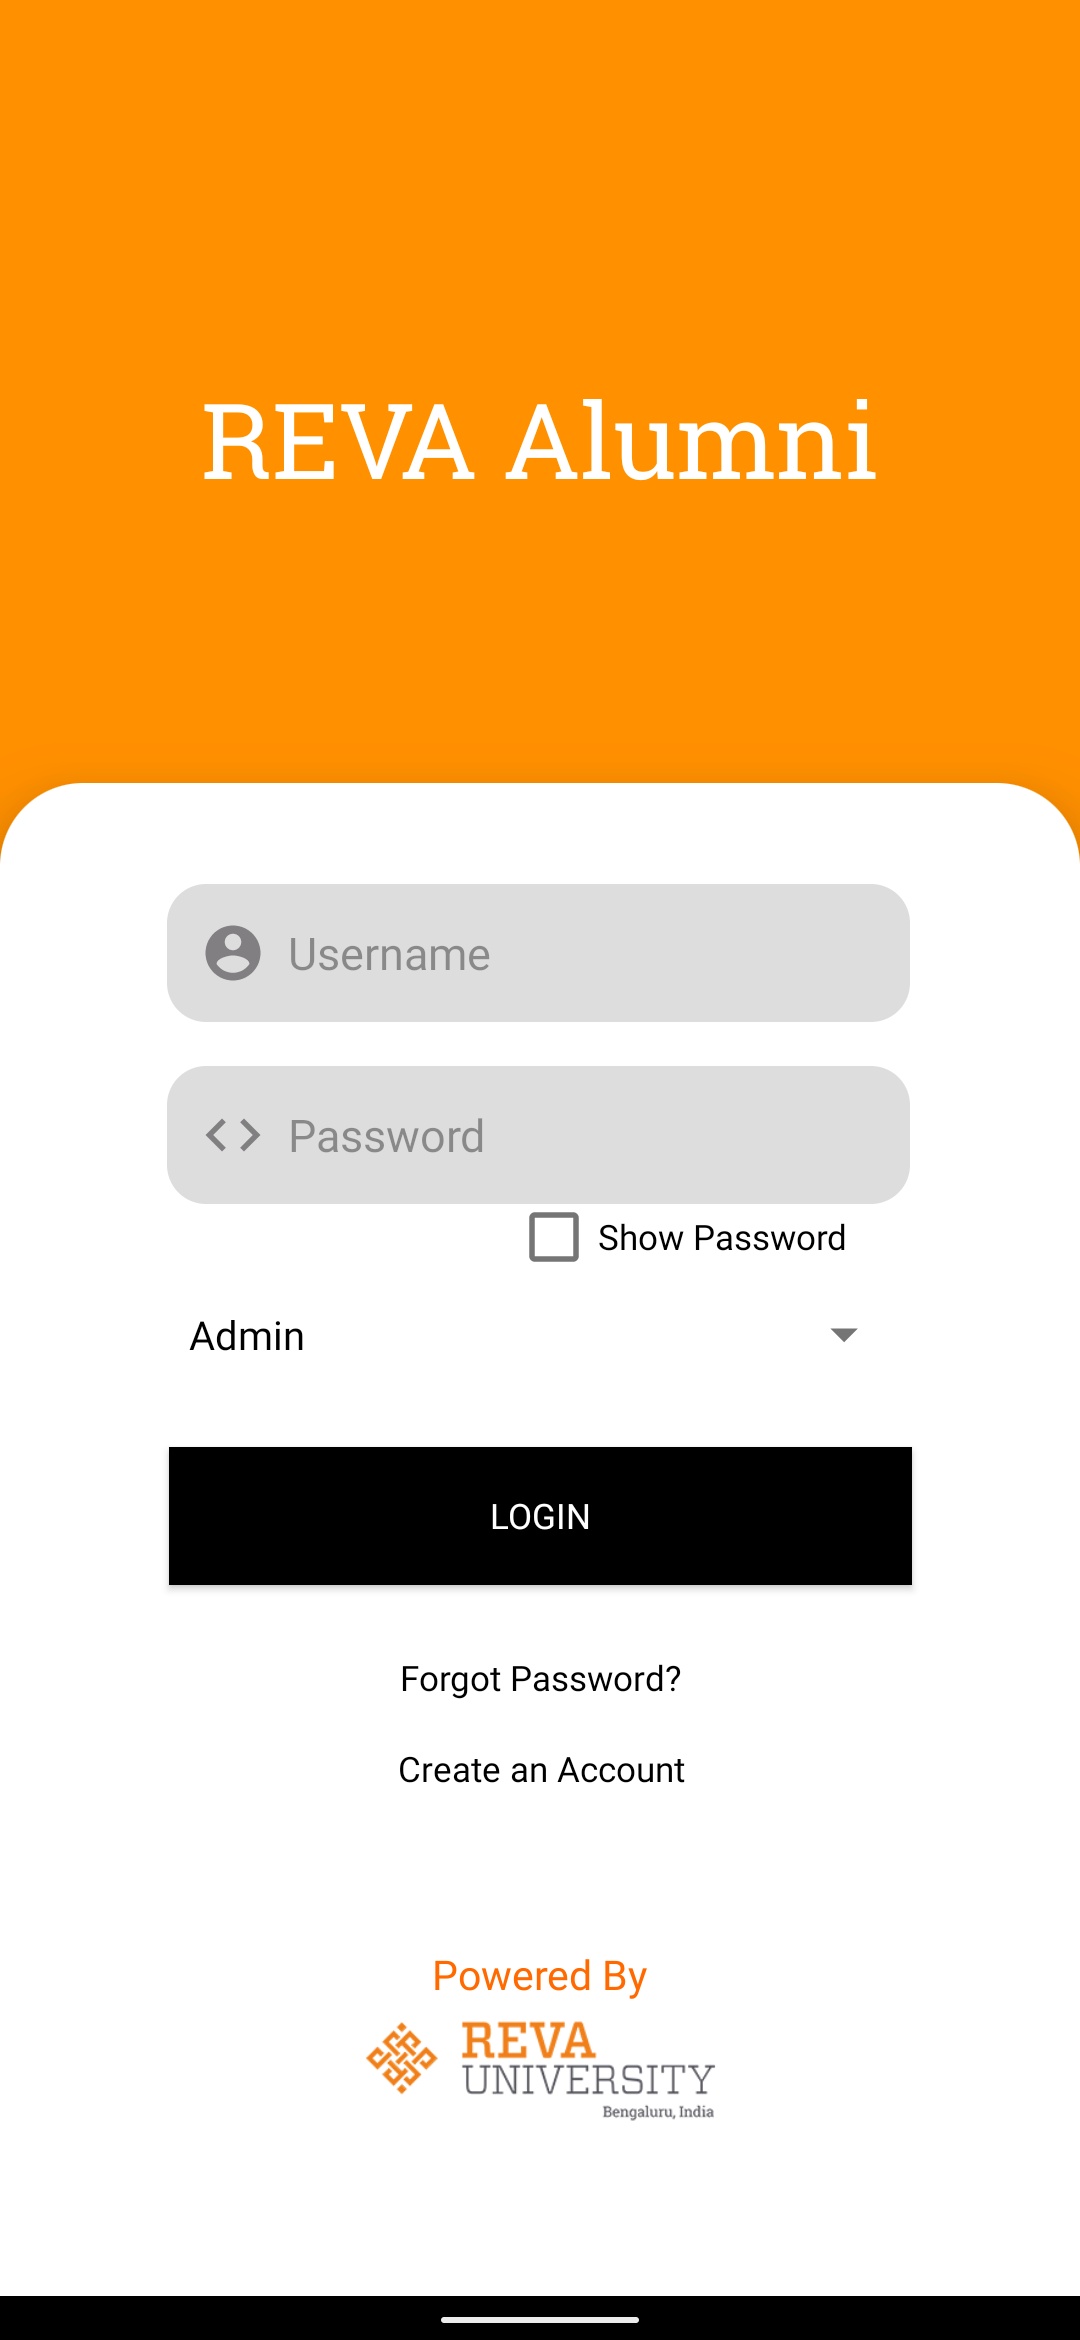 REVA Alumni
Username
Password
Show Password
Admin
LOGIN
Forgot Password?
Create an Account
Powered By
REVA
UNIVERSITY
Bengaluru, India